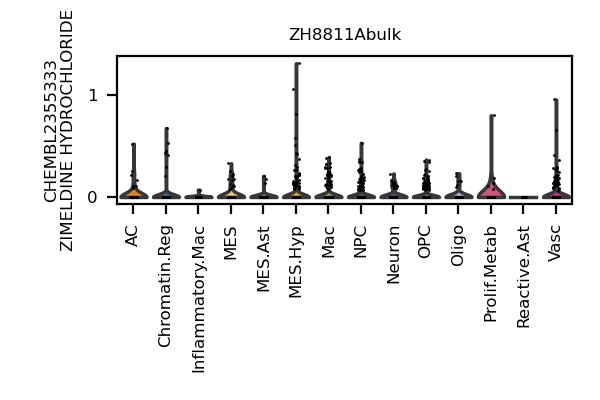 ZH8811Abulk
CHEMBL2355333
ZIMELDINE HYDROCHLORIDE
1
0
AC
Chromatin.Reg
Inflammatory.Mac
MES
MES.Ast
MES.Hyp
Mac
NPC
Neuron
OPC
Oligo
Prolif.Metab
Reactive.Ast
Vasc